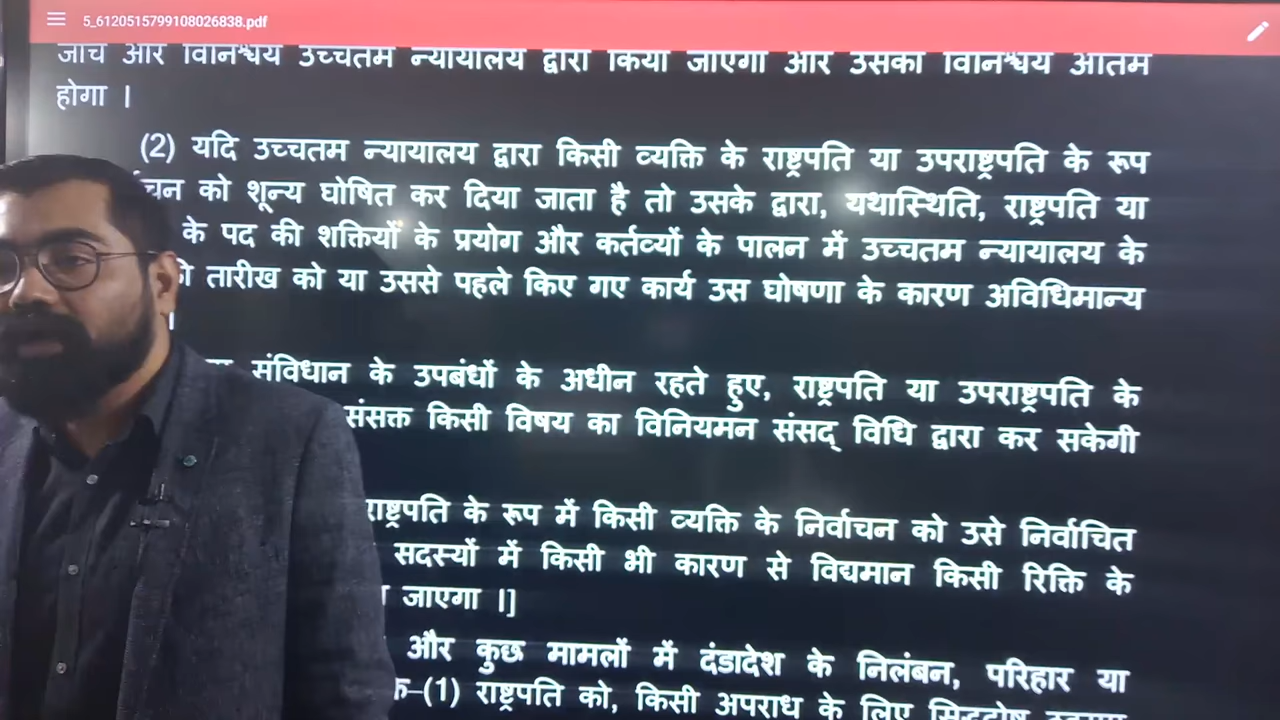 5_6120515799108026838.pdf
जाँच और विनिश्चय उच्चतम न्यायालय द्वारा किया जाएगा और उसका विनिश्चय अंतिम
होगा ।
(2) यदि उच्चतम न्यायालय द्वारा किसी व्यक्ति के राष्ट्रपति या उपराष्ट्रपति के रूप
को शून्य घोषित कर दिया जाता है तो उसके द्वारा, यथास्थिति, राष्ट्रपति या
के पद की शक्तियों के प्रयोग और कर्तव्यों के पालन में उच्चतम न्यायालय के
तारीख को या उससे पहले किए गए कार्य उस घोषणा के कारण अविधिमान्य
।
संविधान के उपबंधों के अधीन रहते हुए, राष्ट्रपति या उपराष्ट्रपति के
संसक्त किसी विषय का विनियमन संसद् विधि द्वारा कर सकेगी
राष्ट्रपति के रूप में किसी व्यक्ति के निर्वाचन को उसे निर्वाचित
सदस्यों में किसी भी कारण से विद्यमान किसी रिक्ति के
जाएगा ।]
और कुछ मामलों में दंडादेश के निलंबन, परिहार या
(1) राष्ट्रपति को, किसी अपराध के लिए सिद्धदोष